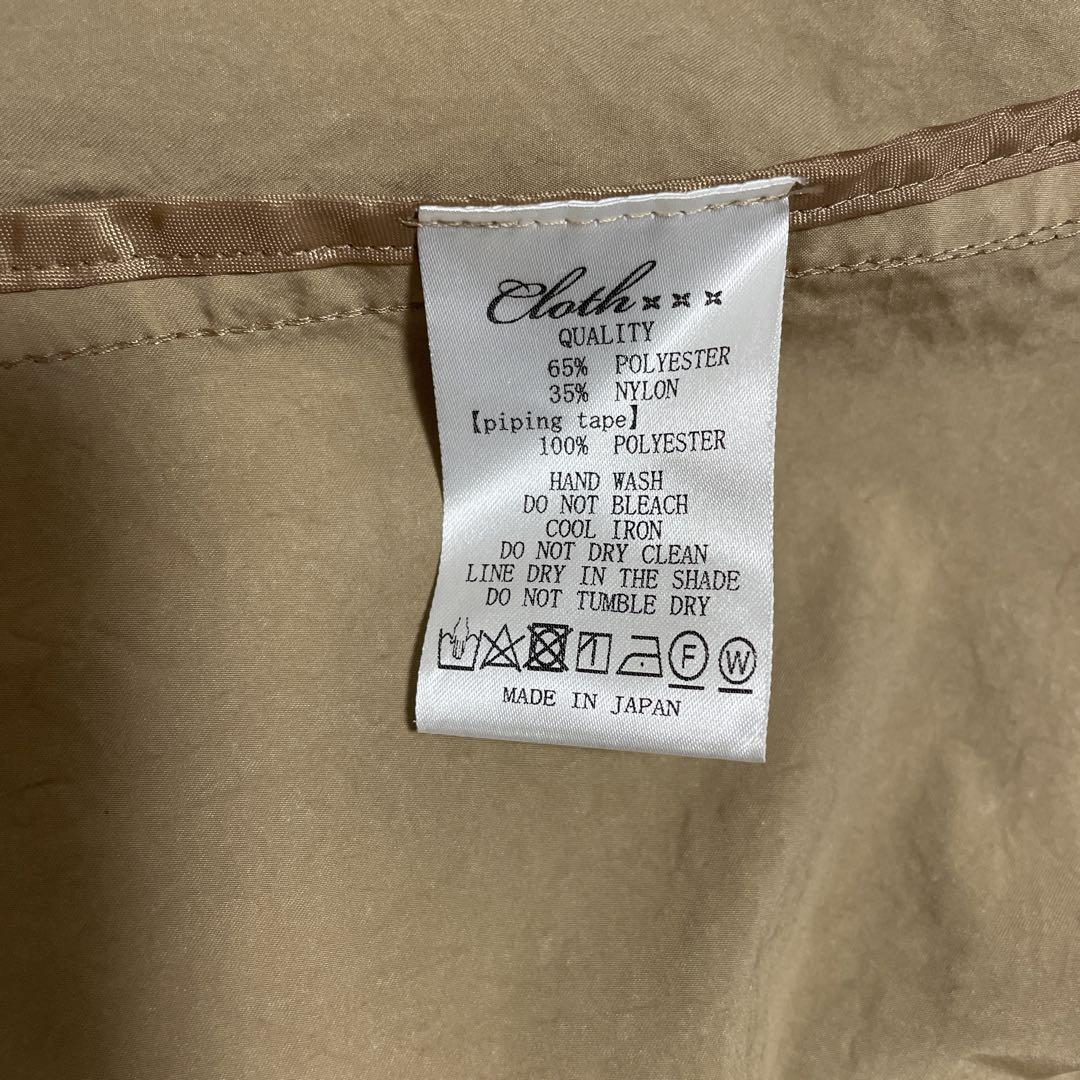 Cloth
QUALITY
65% POLYESTER
35% NYLON
【piping tape】
100% POLYESTER
HAND WASH
DO NOT BLEACH
COOL IRON
DO NOT DRY CLEAN
LINE DRY IN THE SHADE
DO NOT TUMBLE DRY
F W
MADE IN JAPAN